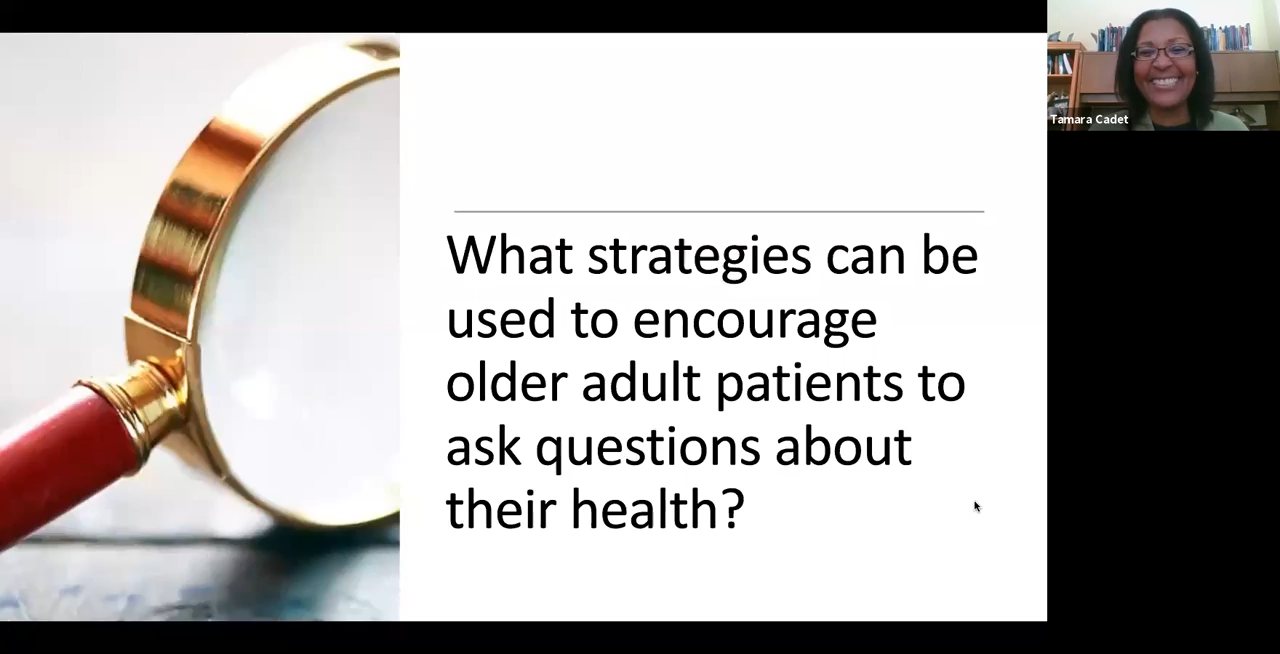 Tamara Cadet
What strategies can be
used to encourage
older adult patients to
ask questions about
their health?